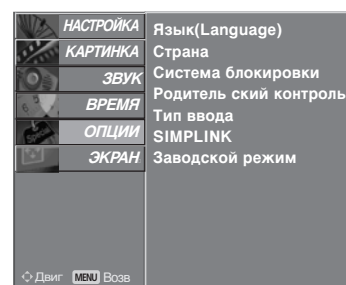 НАСТРОЙКА
КАРТИНКА
ЗВУК
ВРЕМЯ
ОПЦИИ
ЭКРАН
Язык(Language)
Страна
Система блокировки
Родитель ский контроль
Тип ввода
SIMPLINK
Заводской режим
Двиг MENU Возв